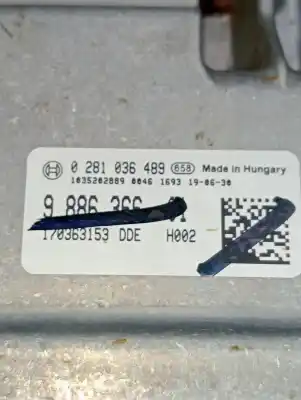 0 281 036 489 658 Made in Hungary
1035202889 0046 1693 19-06-30
9 886 366
170363153 DDE H002